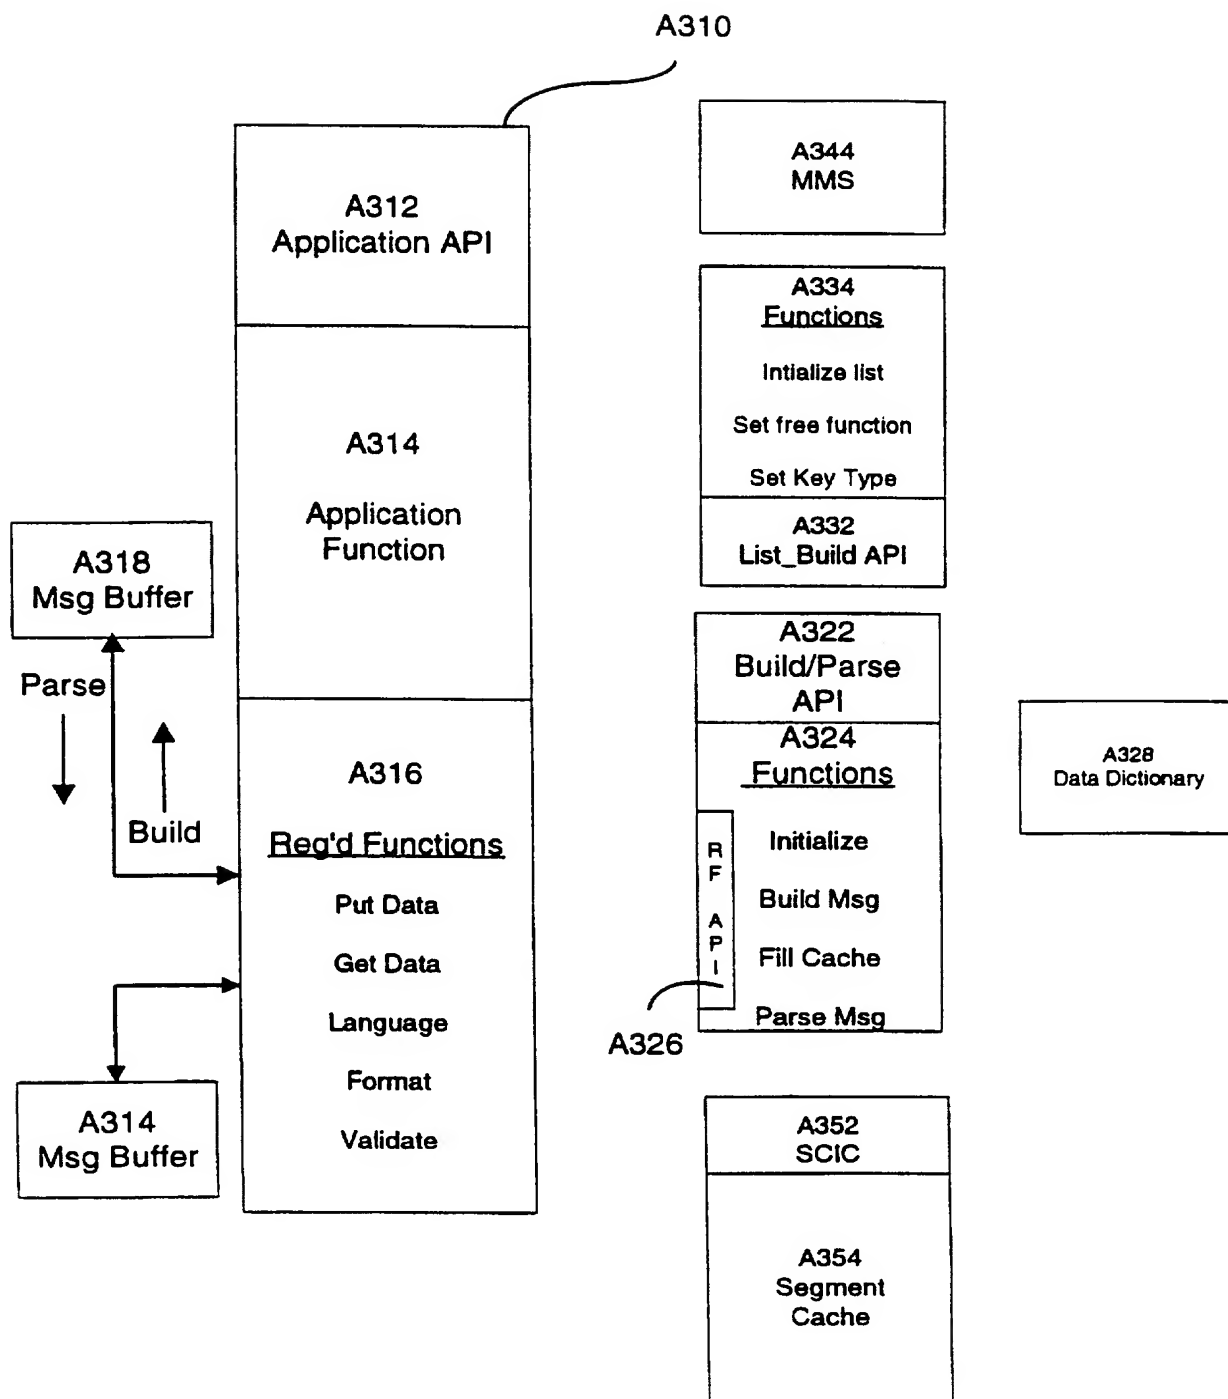 A310
A312
Application API
A314
Application
Function
A318
Msg Buffer
Parse
Build
A316
Reg'd Functions
Put Data
Get Data
Language
Format
Validate
A314
Msg Buffer
A344
MMS
A334
Functions
Intialize list
Set free function
Set Key Type
A332
List_Build API
A322
Build/Parse
API
A324
Functions
Initialize
Build Msg
Fill Cache
Parse Msg
RF API
A326
A328
Data Dictionary
A352
SCIC
A354
Segment
Cache